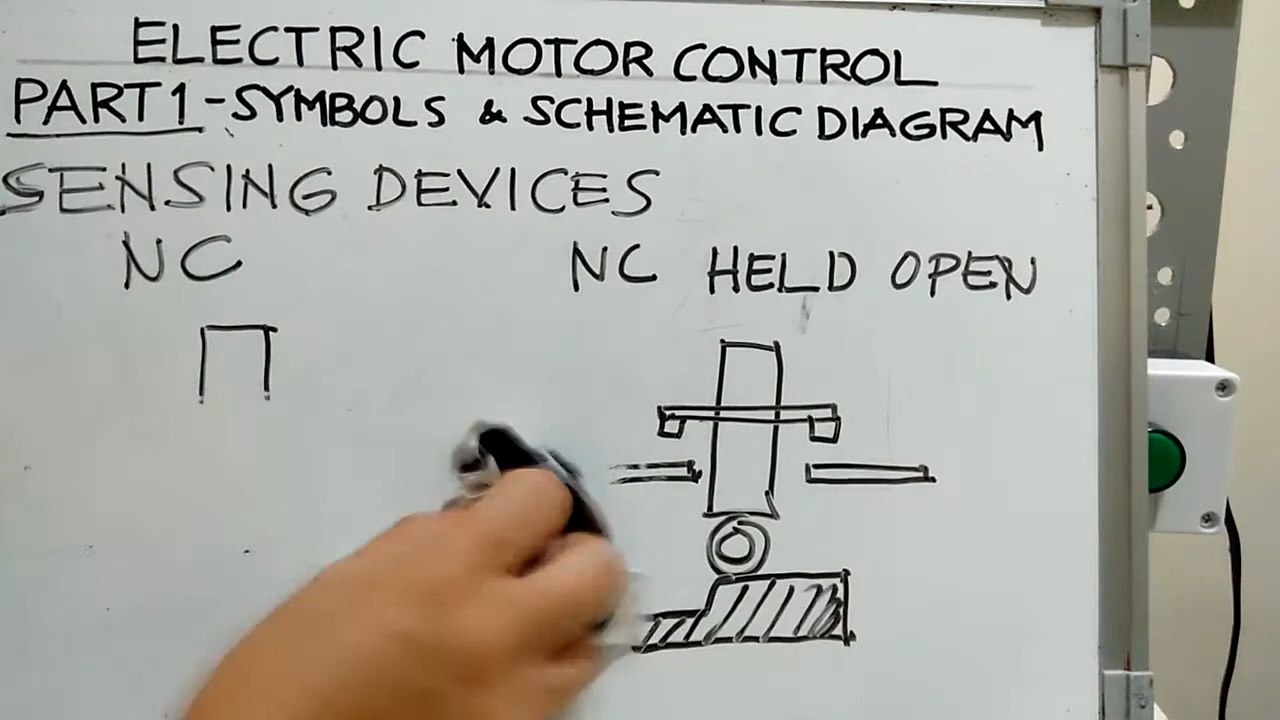 ELECTRIC MOTOR CONTROL
PART 1 - SYMBOLS & SCHEMATIC DIAGRAM
SENSING DEVICES
NC
NC HELD OPEN